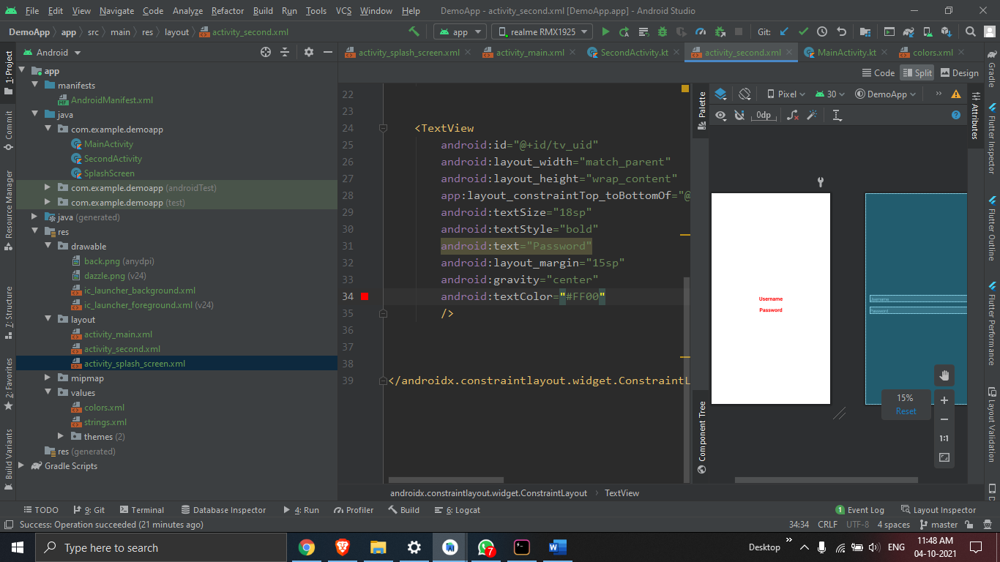 File Edit View Navigate Code Analyze Refactor Build Run Tools VCS Window Help DemoApp - activity_second.xml [DemoApp.app] - Android Studio
DemoApp app src main res layout activity_second.xml app realme RMX1925 Git:
Android
activity_splash_screen.xml activity_main.xml SecondActivity.kt activity_second.xml MainActivity.kt colors.xml
Code Split Design
1: Project
Commit
Resource Manager
7: Structure
2: Favorites
Build Variants
app
manifests
AndroidManifest.xml
java
com.example.demoapp
MainActivity
SecondActivity
SplashScreen
com.example.demoapp (androidTest)
com.example.demoapp (test)
java (generated)
res
drawable
back.png (anydpi)
dazzle.png (v24)
ic_launcher_background.xml
ic_launcher_foreground.xml (v24)
layout
activity_main.xml
activity_second.xml
activity_splash_screen.xml
mipmap
values
colors.xml
strings.xml
themes (2)
res (generated)
Gradle Scripts
22
23
24 <TextView
25 android:id="@+id/tv_uid"
26 android:layout_width="match_parent"
27 android:layout_height="wrap_content"
28 app:layout_constraintTop_toBottomOf="@
29 android:textSize="18sp"
30 android:textStyle="bold"
31 android:text="Password"
32 android:layout_margin="15sp"
33 android:gravity="center"
34 android:textColor="#FF00"
35 />
36
37
38
39 </androidx.constraintlayout.widget.ConstraintL
androidx.constraintlayout.widget.ConstraintLayout TextView
Palette
Component Tree
Pixel 30 DemoApp
0dp
Username
Password
Username
Password
15%
Reset
1:1
Attributes
Gradle
Flutter Inspector
Flutter Outline
Flutter Performance
Layout Validation
TODO 9: Git Terminal Database Inspector 4: Run Profiler Build 6: Logcat 1 Event Log Layout Inspector
Success: Operation succeeded (21 minutes ago) 34:34 CRLF UTF-8 4 spaces master
Type here to search 7 Desktop ENG 11:48 AM
04-10-2021